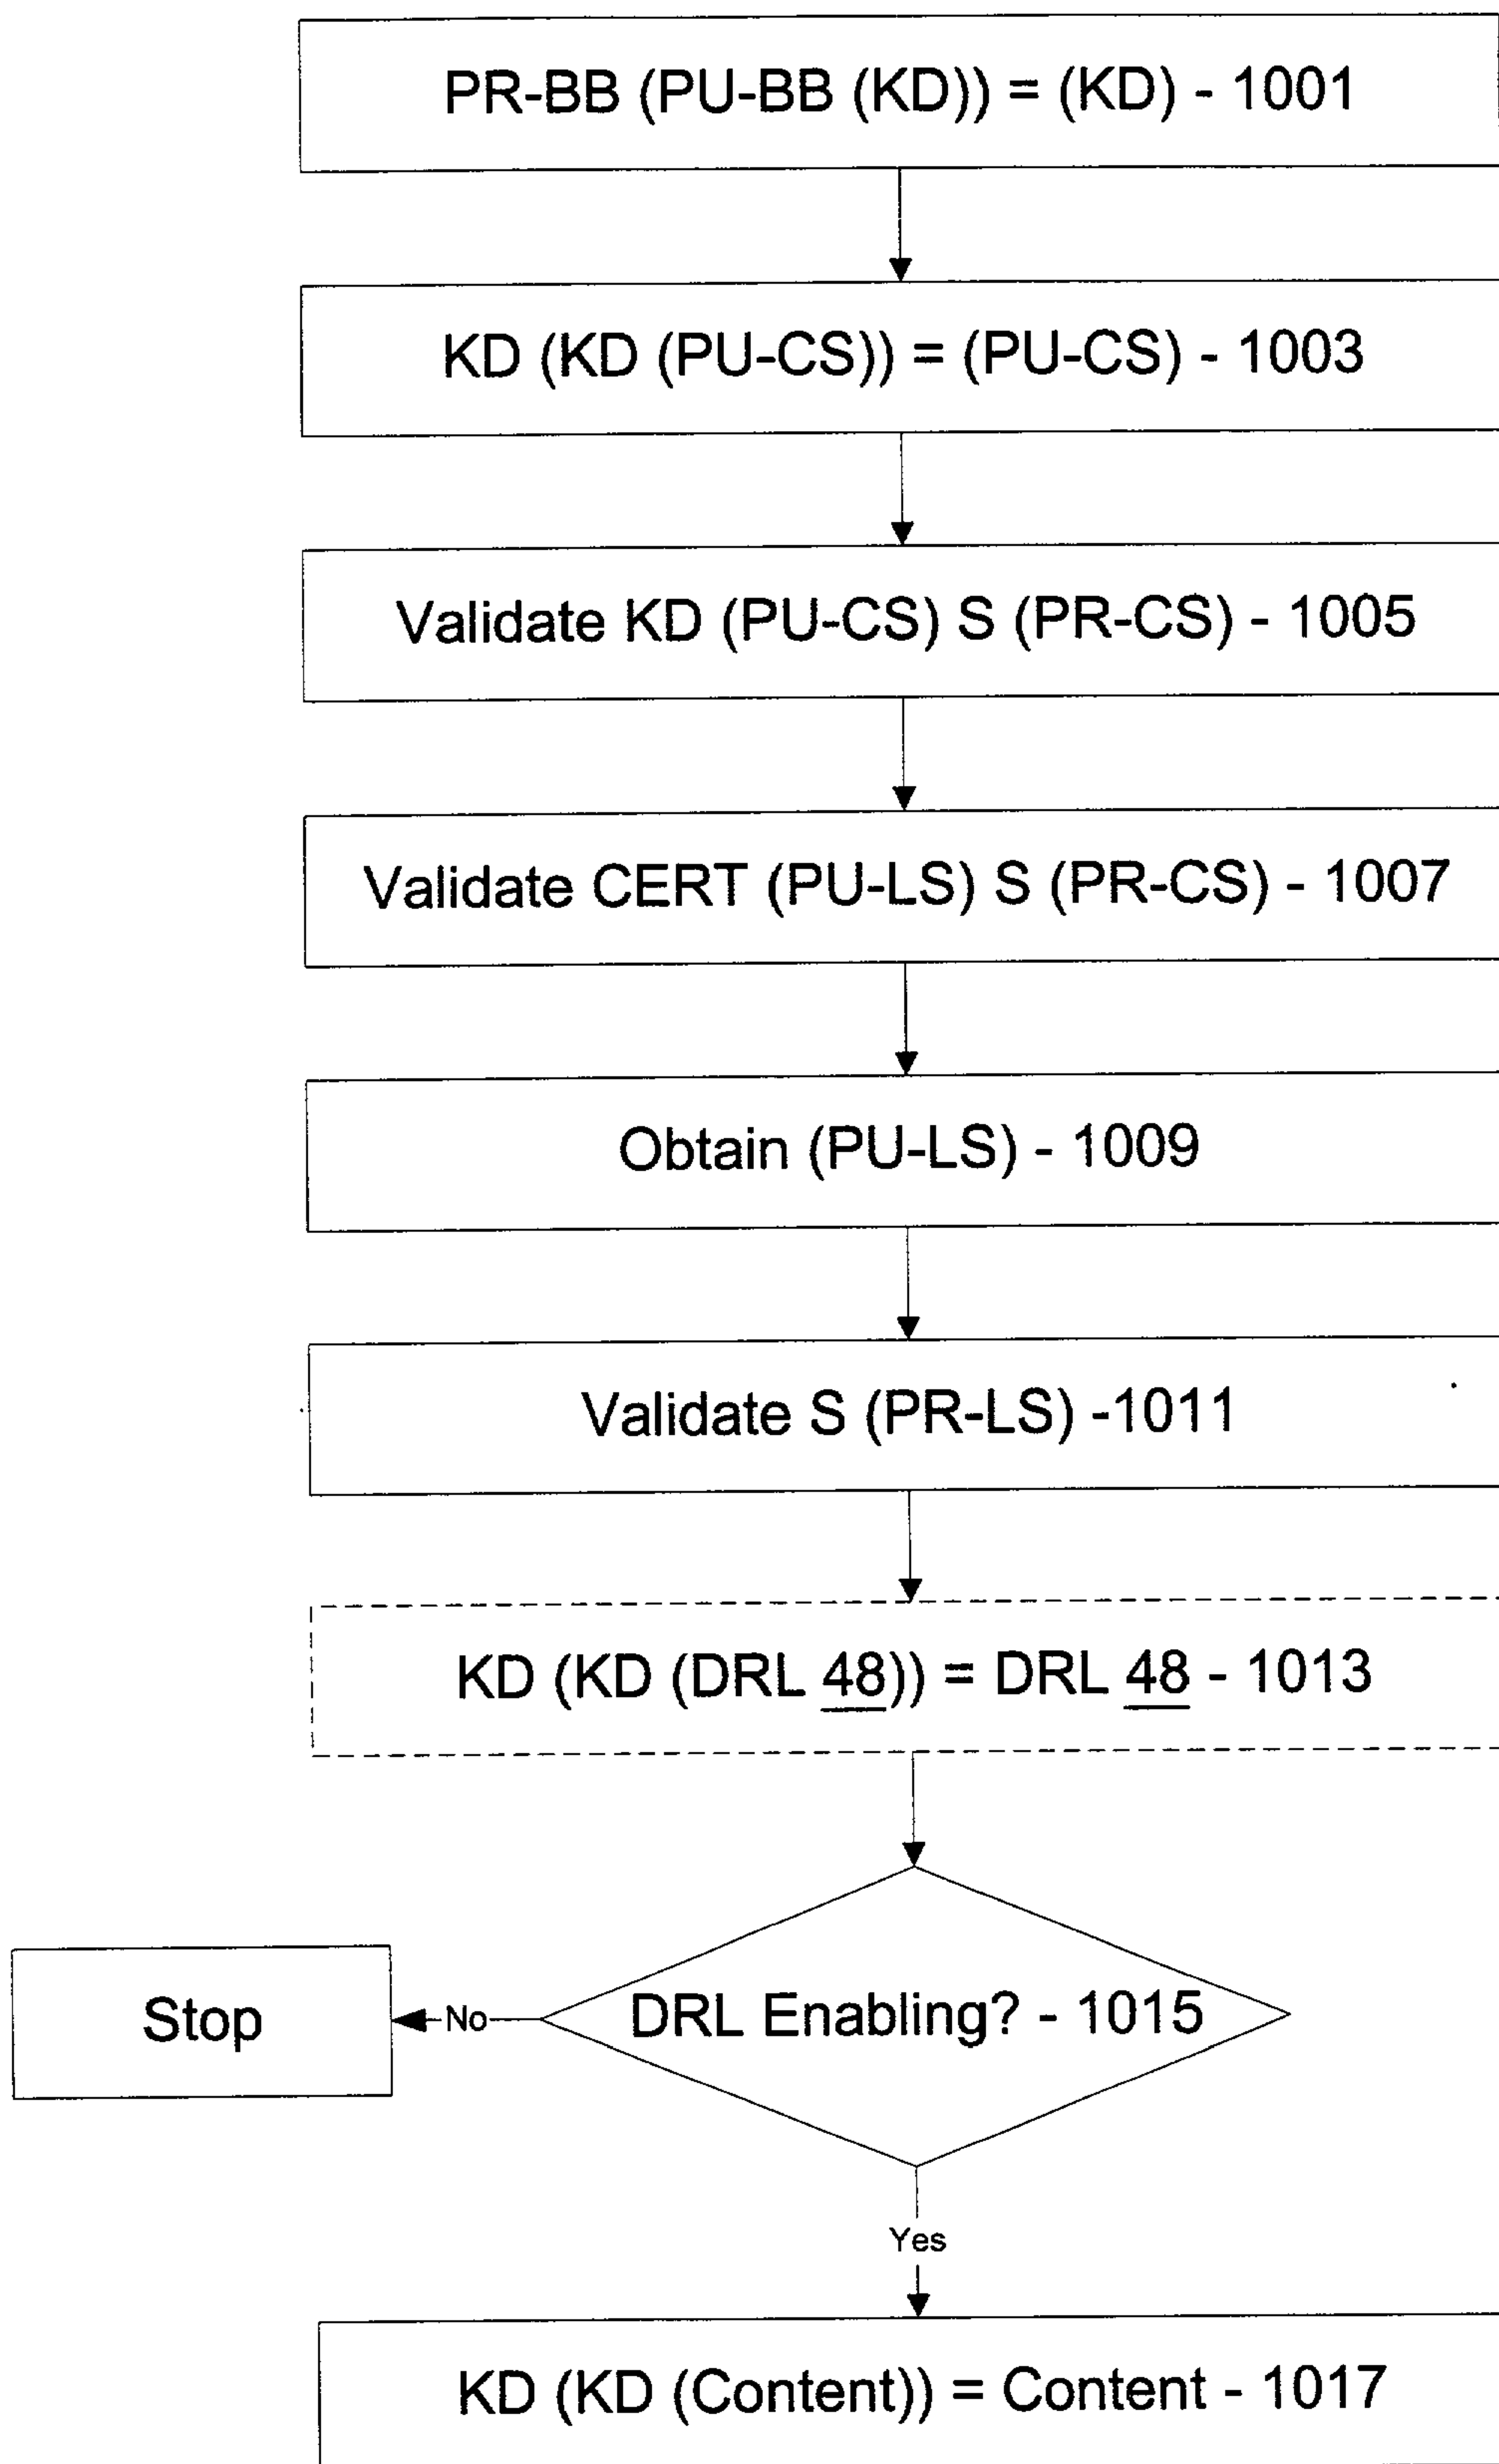 PR-BB (PU-BB (KD)) = (KD) - 1001
KD (KD (PU-CS)) = (PU-CS) - 1003
Validate KD (PU-CS) S (PR-CS) - 1005
Validate CERT (PU-LS) S (PR-CS) - 1007
Obtain (PU-LS) - 1009
Validate S (PR-LS) -1011
KD (KD (DRL 48)) = DRL 48 - 1013
DRL Enabling? - 1015
No
Stop
Yes
KD (KD (Content)) = Content - 1017